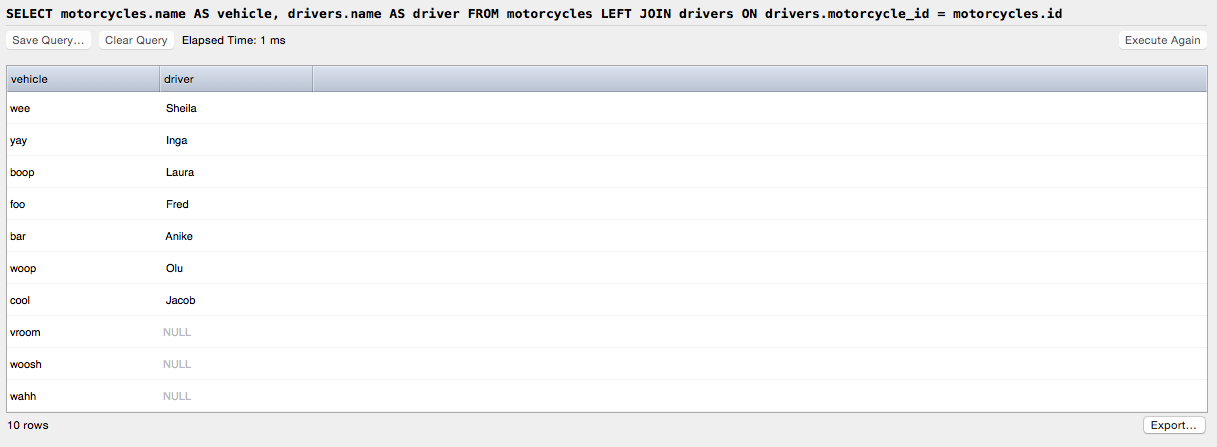 SELECT motorcycles.name AS vehicle, drivers.name AS driver FROM motorcycles LEFT JOIN drivers ON drivers.motorcycle_id = motorcycles.id
Save Query... Clear Query Elapsed Time: 1 ms Execute Again
vehicle driver
wee Sheila
yay Inga
boop Laura
foo Fred
bar Anike
woop Olu
cool Jacob
vroom NULL
woosh NULL
wahh NULL
10 rows Export...